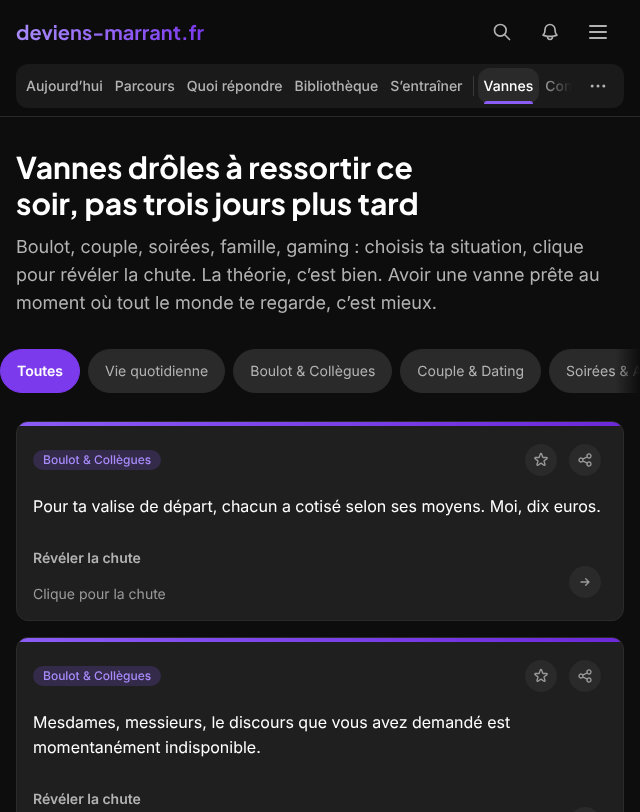 deviens-marrant.fr
Aujourd’hui Parcours Quoi répondre Bibliothèque S’entraîner Vannes
Vannes drôles à ressortir ce
soir, pas trois jours plus tard
Boulot, couple, soirées, famille, gaming : choisis ta situation, clique
pour révéler la chute. La théorie, c’est bien. Avoir une vanne prête au
moment où tout le monde te regarde, c’est mieux.
Toutes Vie quotidienne Boulot & Collègues Couple & Dating Soirées &
Boulot & Collègues
Pour ta valise de départ, chacun a cotisé selon ses moyens. Moi, dix euros.
Révéler la chute
Clique pour la chute
Boulot & Collègues
Mesdames, messieurs, le discours que vous avez demandé est
momentanément indisponible.
Révéler la chute